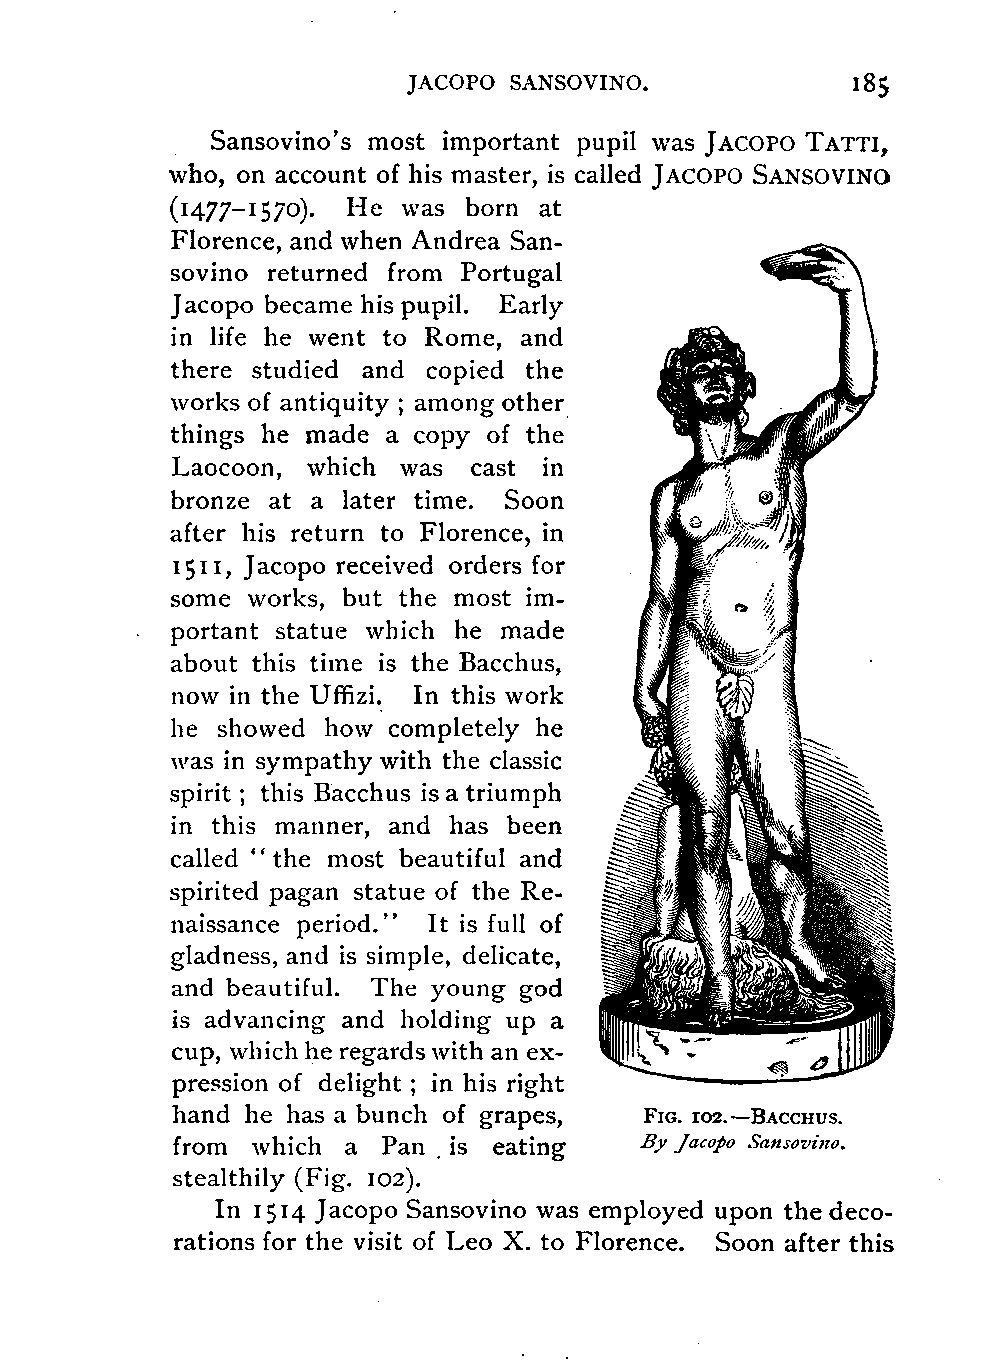 JACOPO SANSOVINO. 185
Sansovino's most important pupil was JACOPO TATTI,
who, on account of his master, is called JACOPO SANSOVINO
(1477–1570). He was born at
Florence, and when Andrea San-
sovino returned from Portugal
Jacopo became his pupil. Early
in life he went to Rome, and
there studied and copied the
works of antiquity ; among other
things he made a copy of the
Laocoon, which was cast in
bronze at a later time. Soon
after his return to Florence, in
1511, Jacopo received orders for
some works, but the most im-
portant statue which he made
about this time is the Bacchus,
now in the Uffizi. In this work
he showed how completely he
was in sympathy with the classic
spirit ; this Bacchus is a triumph
in this manner, and has been
called "the most beautiful and
spirited pagan statue of the Re-
naissance period." It is full of
gladness, and is simple, delicate,
and beautiful. The young god
is advancing and holding up a
cup, which he regards with an ex-
pression of delight ; in his right
hand he has a bunch of grapes,
from which a Pan is eating
stealthily (Fig. 102).
FIG. 102.—BACCHUS.
By Jacopo Sansovino.
In 1514 Jacopo Sansovino was employed upon the deco-
rations for the visit of Leo X. to Florence. Soon after this